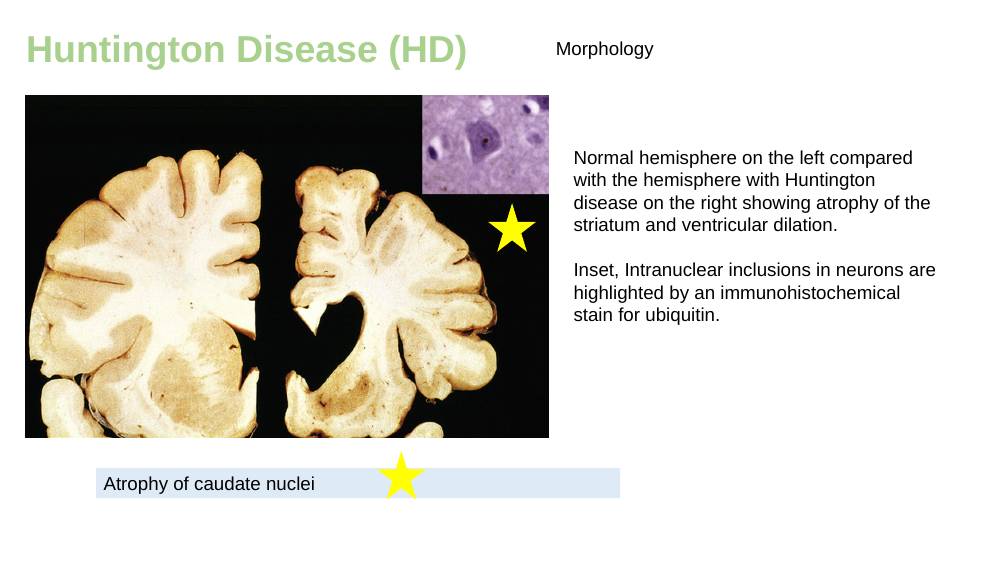 Huntington Disease (HD)
Morphology
Normal hemisphere on the left compared
with the hemisphere with Huntington
disease on the right showing atrophy of the
striatum and ventricular dilation.
Inset, Intranuclear inclusions in neurons are
highlighted by an immunohistochemical
stain for ubiquitin.
Atrophy of caudate nuclei